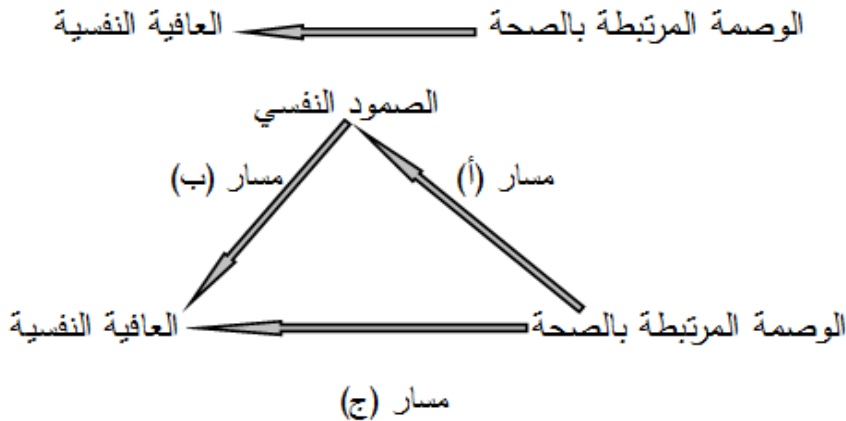 الوصمة المرتبطة بالصحة العافية النفسية
الصمود النفسي
مسار (أ) مسار (ب)
الوصمة المرتبطة بالصحة العافية النفسية
مسار (ج)